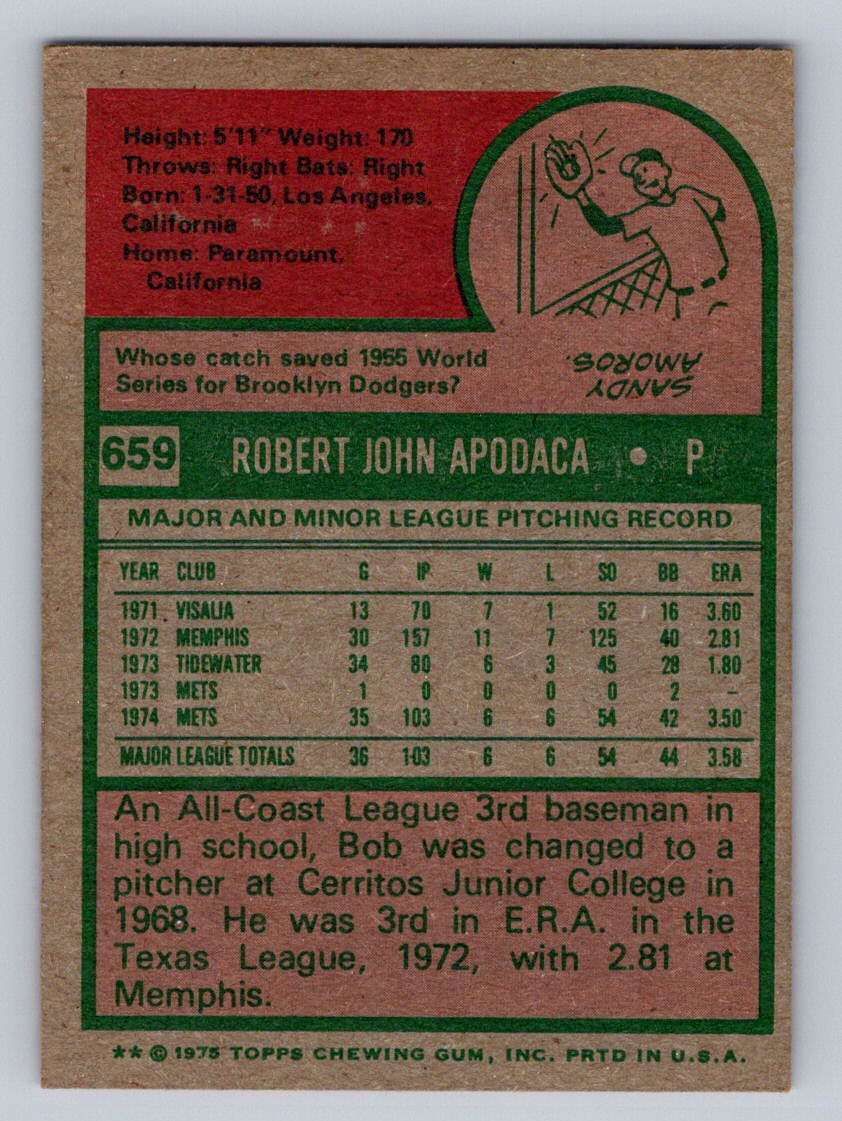 Height: 5'11" Weight: 170
Throws: Right Bats: Right
Born: 1-31-50, Los Angeles,
California
Home: Paramount,
California
Whose catch saved 1955 World
Series for Brooklyn Dodgers?
SANDY
AMOROS.
659 ROBERT JOHN APODACA • P
MAJOR AND MINOR LEAGUE PITCHING RECORD
YEAR CLUB G IP W L SO BB ERA
1971 VISALIA 13 70 7 1 52 16 3.60
1972 MEMPHIS 30 157 11 7 125 40 2.81
1973 TIDEWATER 34 80 6 3 45 28 1.80
1973 METS 1 0 0 0 0 2 –
1974 METS 35 103 6 6 54 42 3.50
MAJOR LEAGUE TOTALS 36 103 6 6 54 44 3.58
An All-Coast League 3rd baseman in
high school, Bob was changed to a
pitcher at Cerritos Junior College in
1968. He was 3rd in E.R.A. in the
Texas League, 1972, with 2.81 at
Memphis.
** © 1975 TOPPS CHEWING GUM, INC. PRTD IN U.S.A.